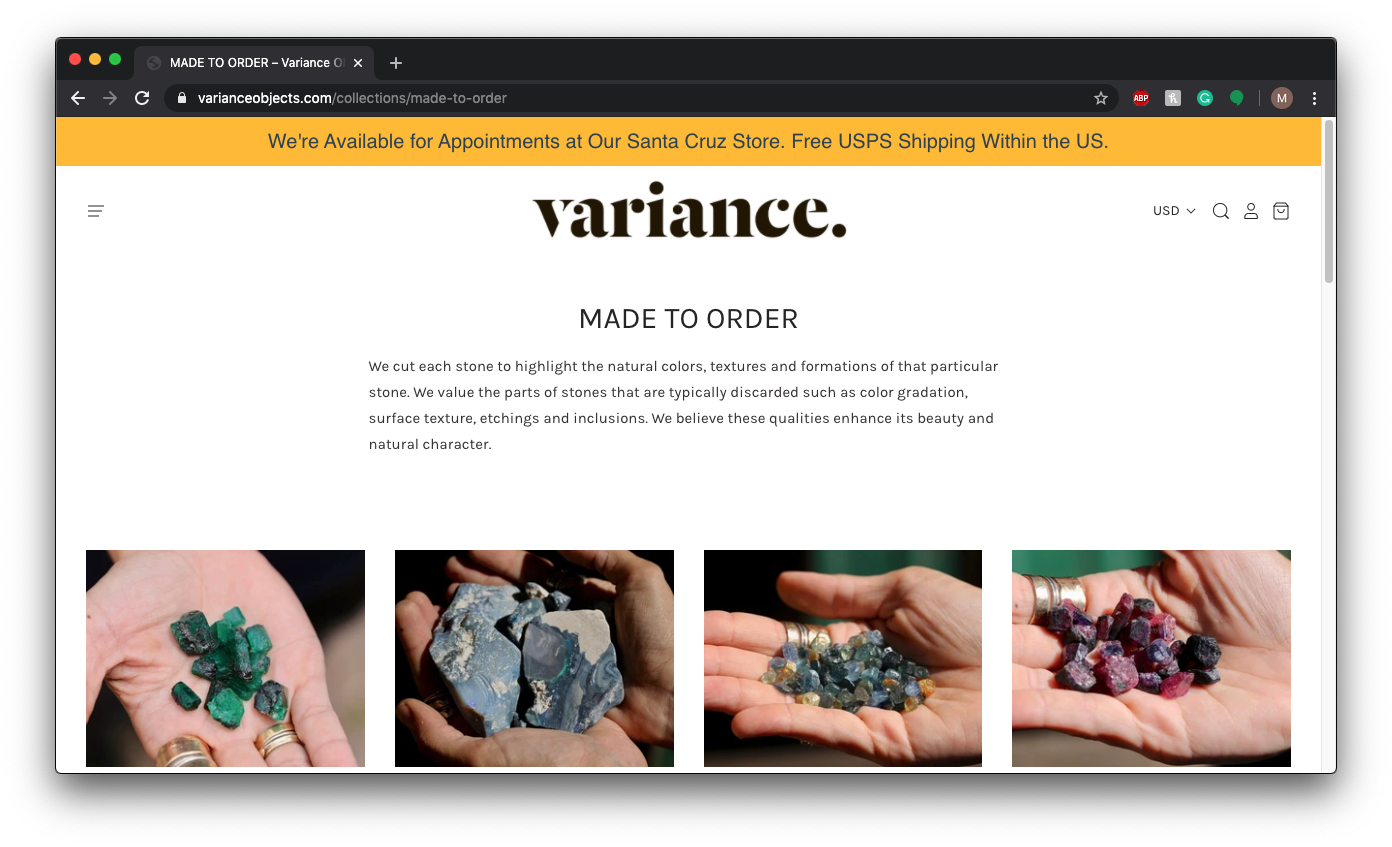 MADE TO ORDER – Variance O
varianceobjects.com/collections/made-to-order
ABP
M
We're Available for Appointments at Our Santa Cruz Store. Free USPS Shipping Within the US.
variance.
USD
MADE TO ORDER
We cut each stone to highlight the natural colors, textures and formations of that particular
stone. We value the parts of stones that are typically discarded such as color gradation,
surface texture, etchings and inclusions. We believe these qualities enhance its beauty and
natural character.